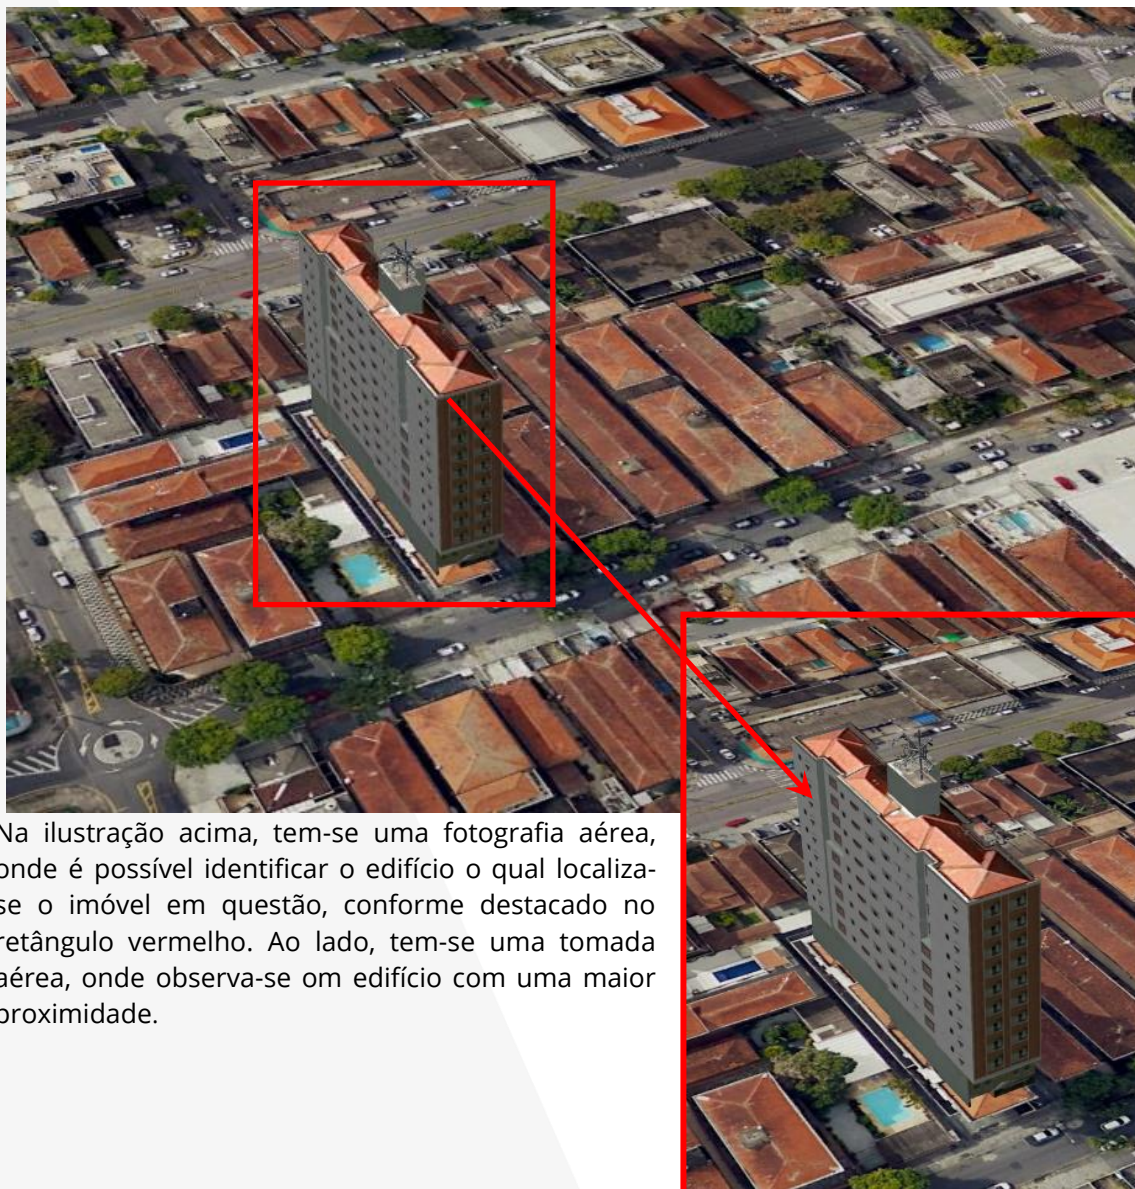 Na ilustração acima, tem-se uma fotografia aérea,
onde é possível identificar o edifício o qual localiza-
se o imóvel em questão, conforme destacado no
retângulo vermelho. Ao lado, tem-se uma tomada
aérea, onde observa-se om edifício com uma maior
proximidade.